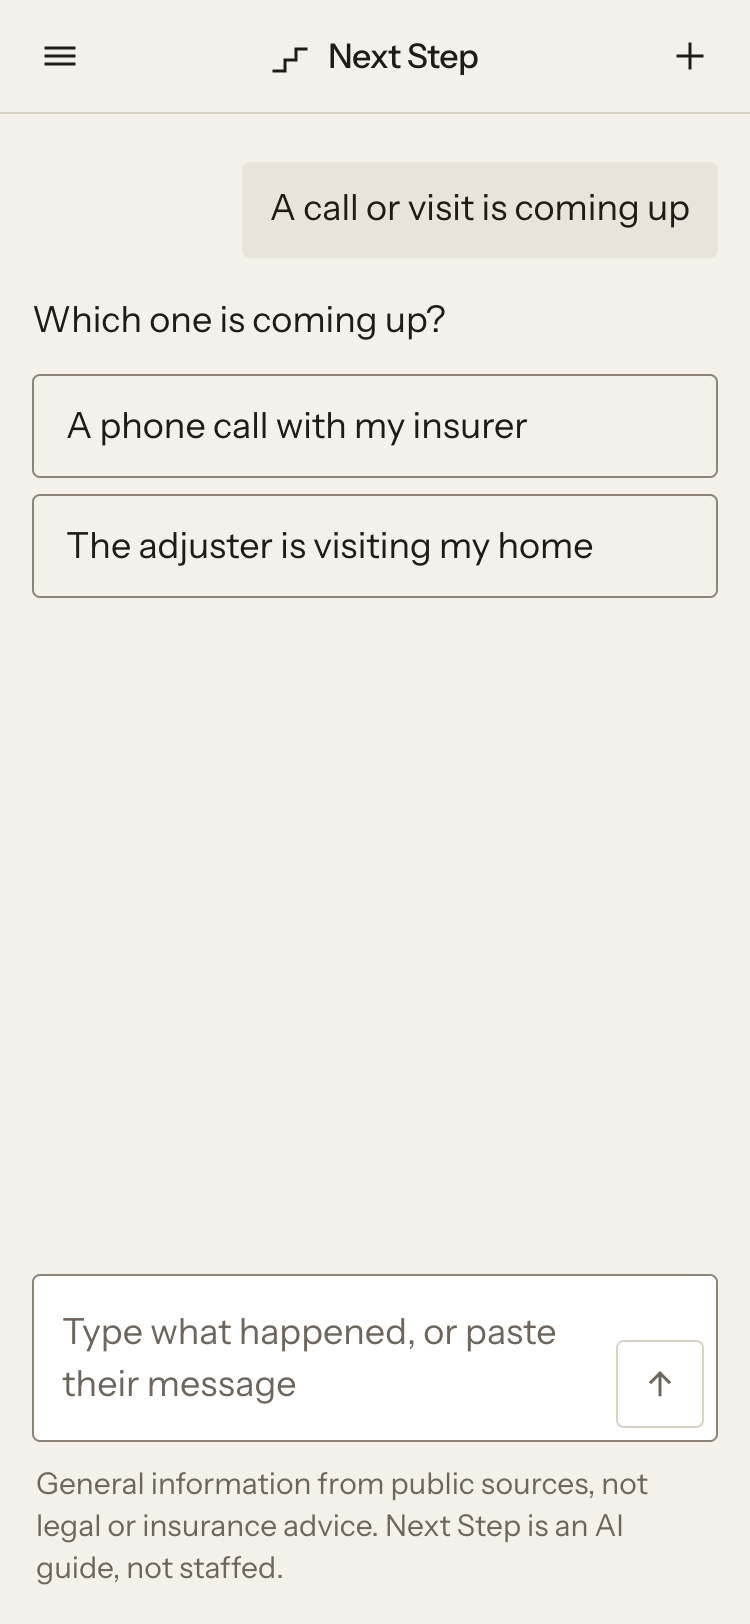 Next Step
A call or visit is coming up
Which one is coming up?
A phone call with my insurer
The adjuster is visiting my home
Type what happened, or paste
their message
General information from public sources, not
legal or insurance advice. Next Step is an AI
guide, not staffed.